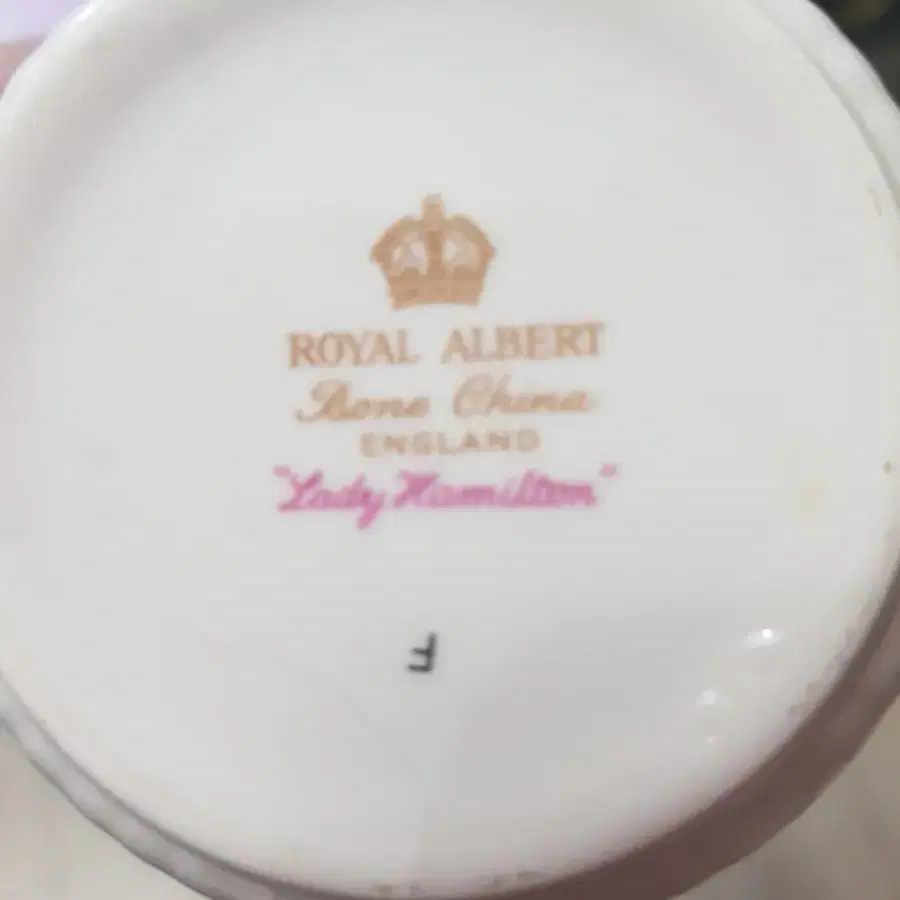 ROYAL ALBERT
Bone China
ENGLAND
"Lady Hamilton"
F